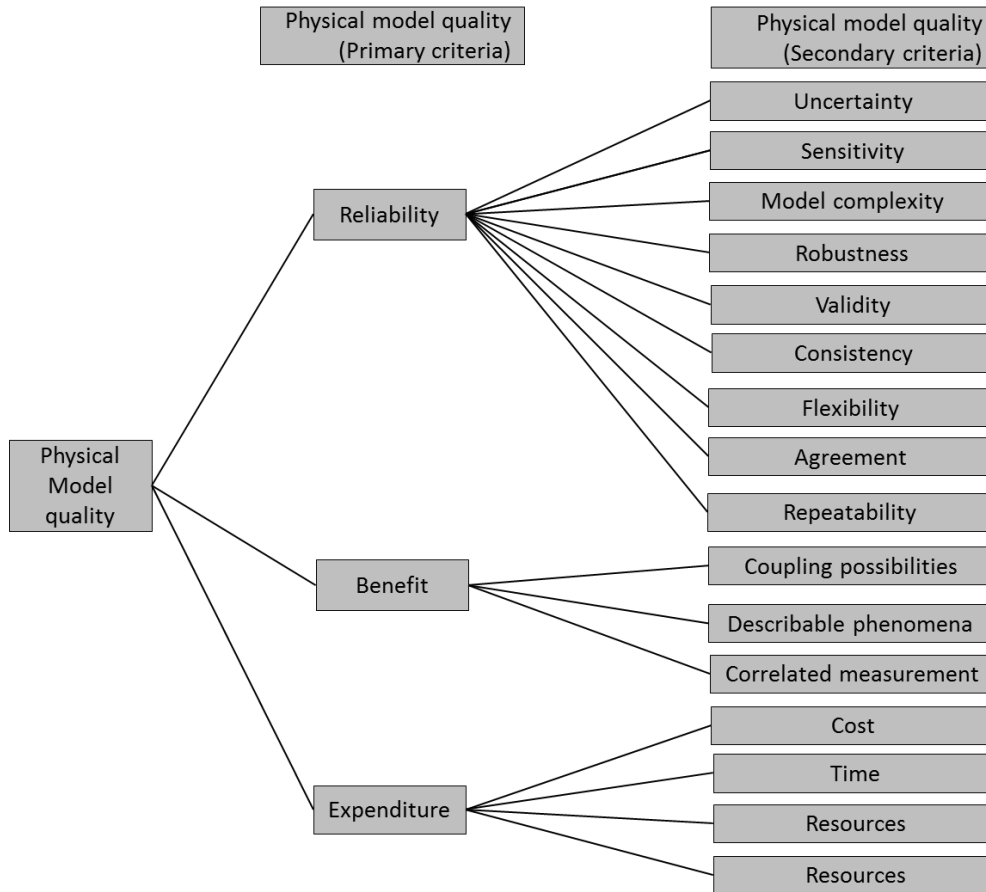 Physical model quality
(Primary criteria)
Physical model quality
(Secondary criteria)
Uncertainty
Sensitivity
Model complexity
Reliability
Robustness
Validity
Consistency
Flexibility
Physical
Model
quality
Agreement
Repeatability
Coupling possibilities
Benefit
Describable phenomena
Correlated measurement
Cost
Time
Expenditure
Resources
Resources